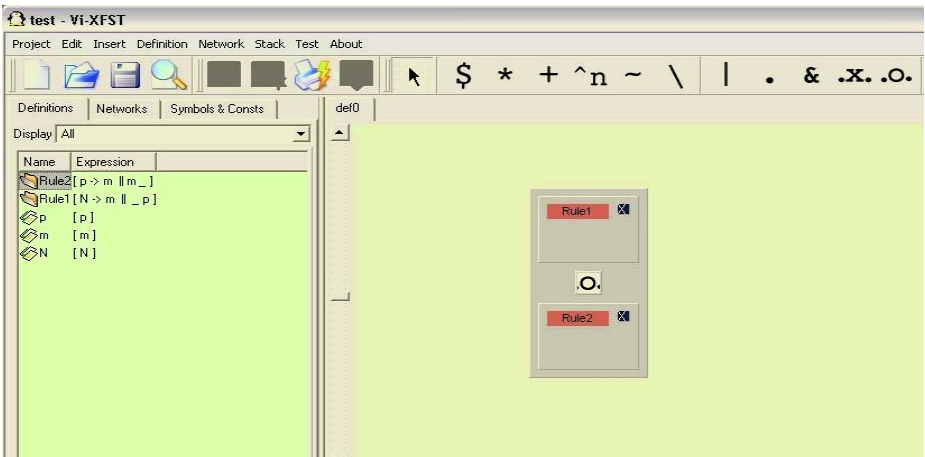 test - Vi-XFST
Project Edit Insert Definition Network Stack Test About
$ * + ^n ~ \ | . & .x. .o.
Definitions Networks Symbols & Consts def0
Display All
Name Expression
Rule2 [ p -> m || m _ ]
Rule1 [ N -> m || _ p ]
p [ p ]
m [ m ]
N [ N ]
Rule1 X
.o.
Rule2 X